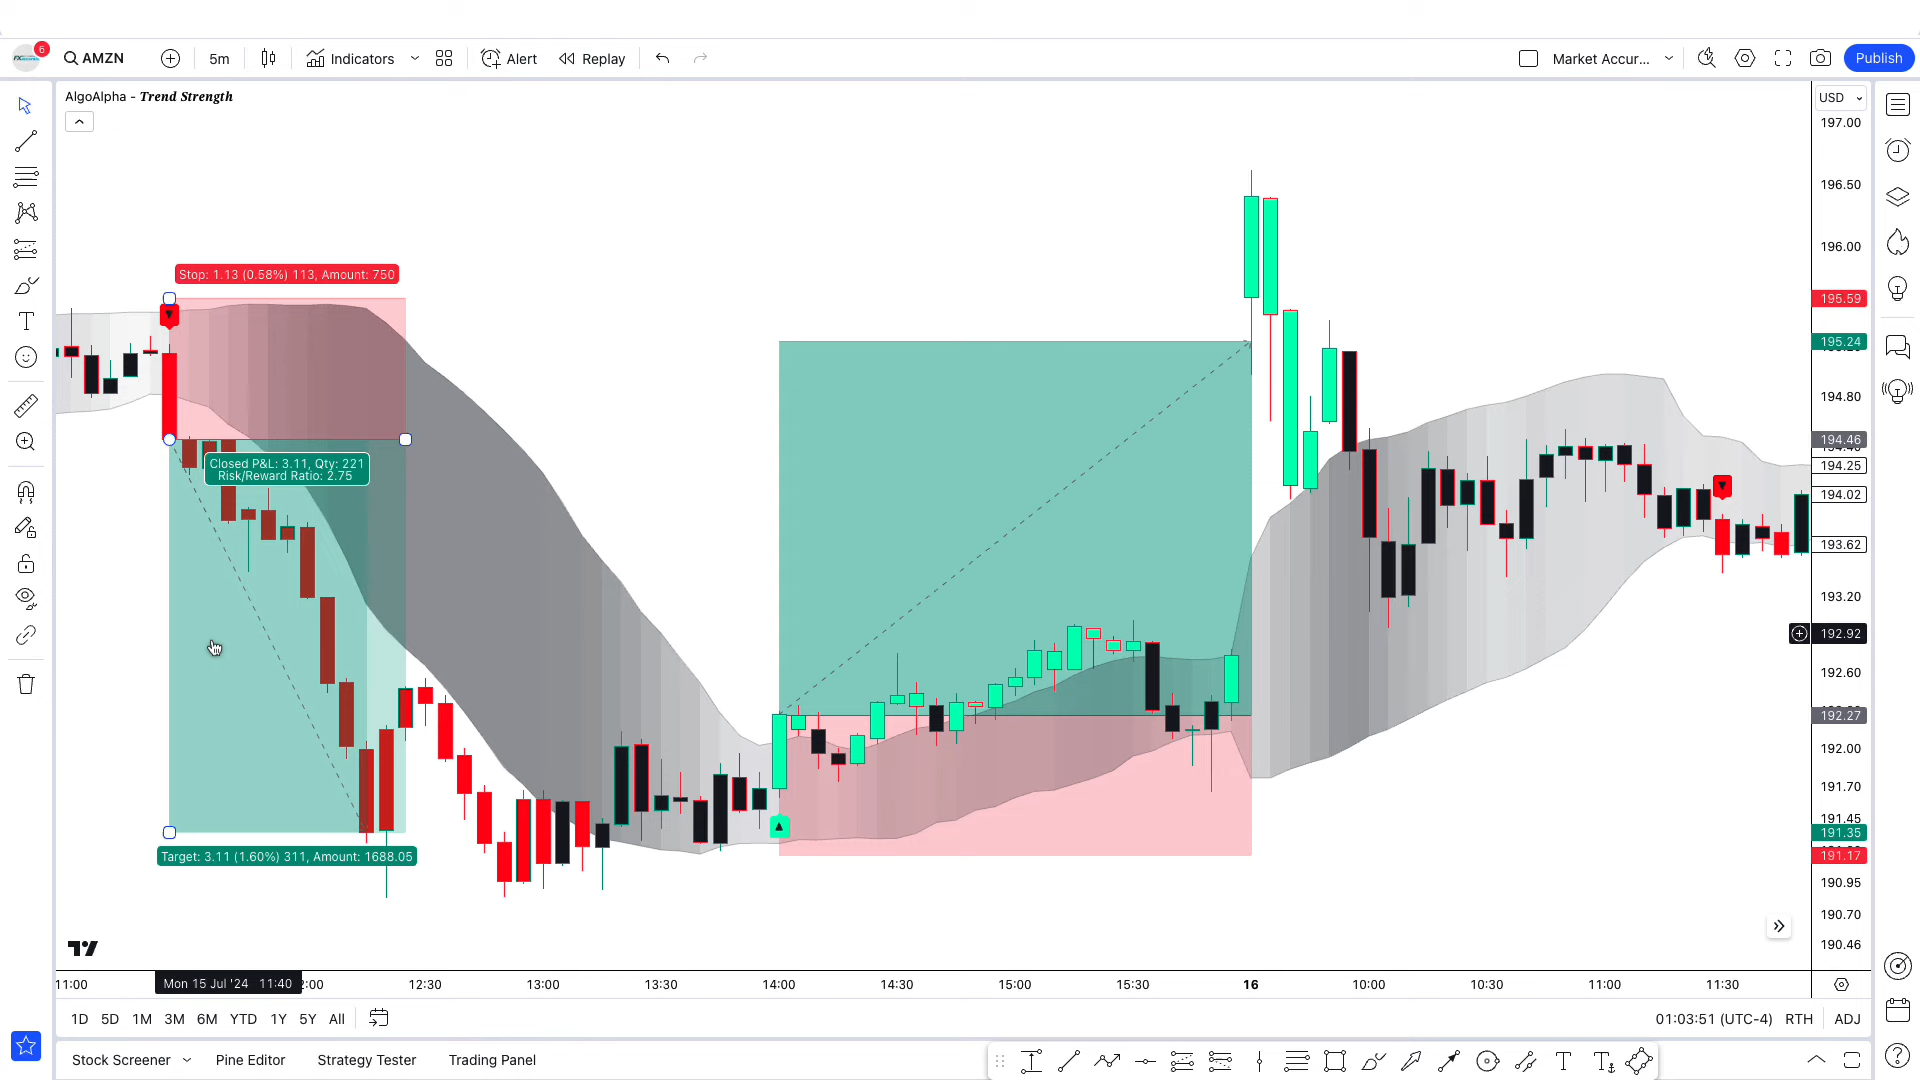 6
AMZN
5m
Indicators
Alert
Replay
Market Accur...
Publish
AlgoAlpha - Trend Strength
USD
197.00
196.50
196.00
195.59
195.24
194.80
194.46
194.25
194.02
193.62
193.20
192.92
192.60
192.27
192.00
191.70
191.45
191.35
191.17
190.95
190.70
190.46
Stop: 1.13 (0.58%) 113, Amount: 750
Closed P&L: 3.11, Qty: 221
Risk/Reward Ratio: 2.75
Target: 3.11 (1.60%) 311, Amount: 1688.05
11:00
Mon 15 Jul '24 11:40
2:00
12:30
13:00
13:30
14:00
14:30
15:00
15:30
16
10:00
10:30
11:00
11:30
1D 5D 1M 3M 6M YTD 1Y 5Y All
01:03:51 (UTC-4) RTH ADJ
Stock Screener
Pine Editor
Strategy Tester
Trading Panel